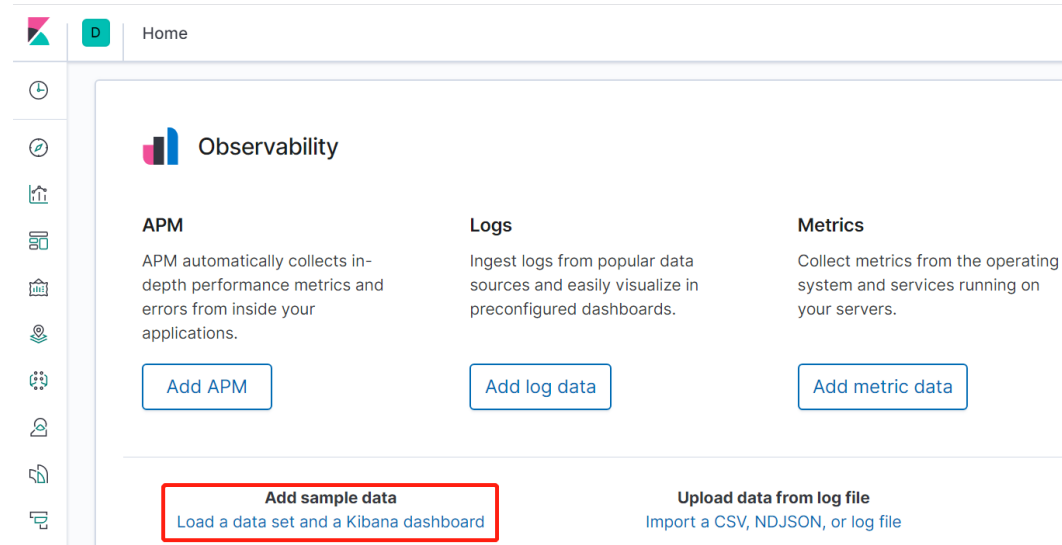 D
Home
Observability
APM
APM automatically collects in-
depth performance metrics and
errors from inside your
applications.
Add APM
Logs
Ingest logs from popular data
sources and easily visualize in
preconfigured dashboards.
Add log data
Metrics
Collect metrics from the operating
system and services running on
your servers.
Add metric data
Add sample data
Load a data set and a Kibana dashboard
Upload data from log file
Import a CSV, NDJSON, or log file